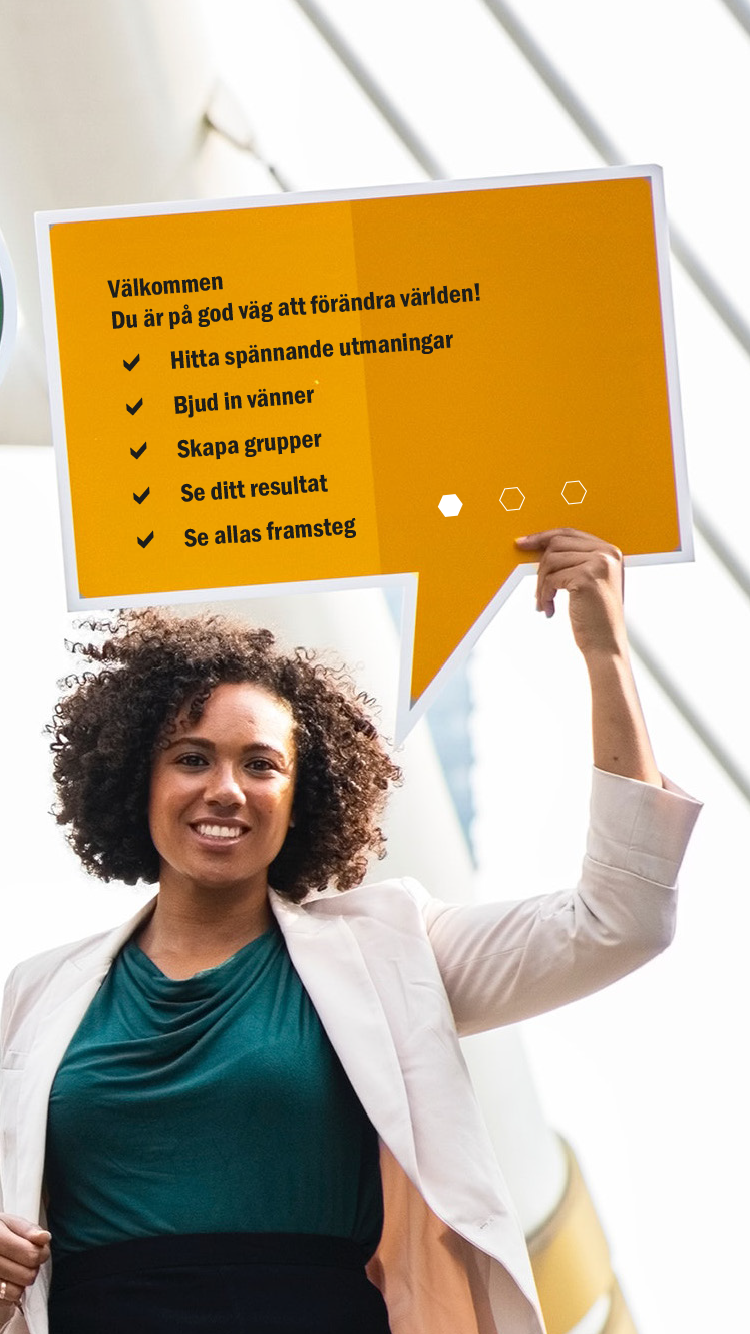 Välkommen
Du är på god väg att förändra världen!
Hitta spännande utmaningar
Bjud in vänner
Skapa grupper
Se ditt resultat
Se allas framsteg